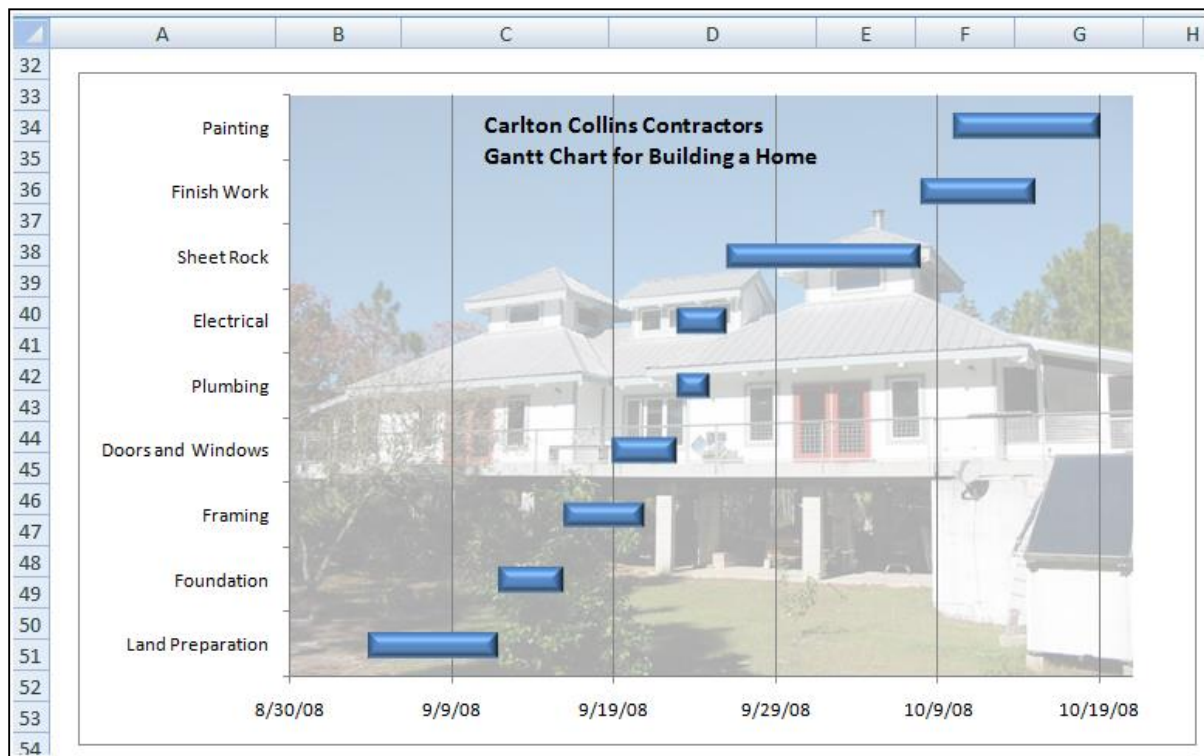 A B C D E F G H
32
33
34
35
36
37
38
39
40
41
42
43
44
45
46
47
48
49
50
51
52
53
54
Carlton Collins Contractors
Gantt Chart for Building a Home
Painting
Finish Work
Sheet Rock
Electrical
Plumbing
Doors and Windows
Framing
Foundation
Land Preparation
8/30/08 9/9/08 9/19/08 9/29/08 10/9/08 10/19/08